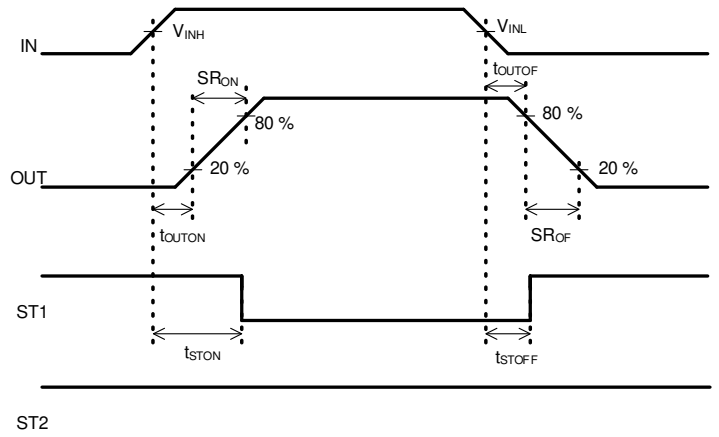 IN
V_INH
V_INL
t_OUTOF
SR_ON
80 %
80 %
20 %
20 %
OUT
t_OUTON
SR_OF
ST1
t_STON
t_STOFF
ST2